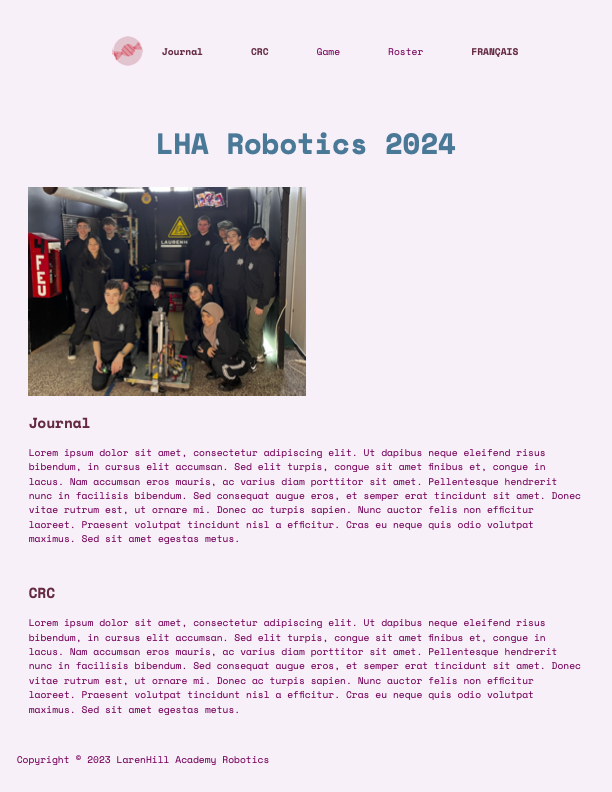 Journal CRC Game Roster FRANÇAIS
LHA Robotics 2024
LAURENH
FEU
Journal
Lorem ipsum dolor sit amet, consectetur adipiscing elit. Ut dapibus neque eleifend risus
bibendum, in cursus elit accumsan. Sed elit turpis, congue sit amet finibus et, congue in
lacus. Nam accumsan eros mauris, ac varius diam porttitor sit amet. Pellentesque hendrerit
nunc in facilisis bibendum. Sed consequat augue eros, et semper erat tincidunt sit amet. Donec
vitae rutrum est, ut ornare mi. Donec ac turpis sapien. Nunc auctor felis non efficitur
laoreet. Praesent volutpat tincidunt nisl a efficitur. Cras eu neque quis odio volutpat
maximus. Sed sit amet egestas metus.
CRC
Lorem ipsum dolor sit amet, consectetur adipiscing elit. Ut dapibus neque eleifend risus
bibendum, in cursus elit accumsan. Sed elit turpis, congue sit amet finibus et, congue in
lacus. Nam accumsan eros mauris, ac varius diam porttitor sit amet. Pellentesque hendrerit
nunc in facilisis bibendum. Sed consequat augue eros, et semper erat tincidunt sit amet. Donec
vitae rutrum est, ut ornare mi. Donec ac turpis sapien. Nunc auctor felis non efficitur
laoreet. Praesent volutpat tincidunt nisl a efficitur. Cras eu neque quis odio volutpat
maximus. Sed sit amet egestas metus.
Copyright © 2023 LarenHill Academy Robotics